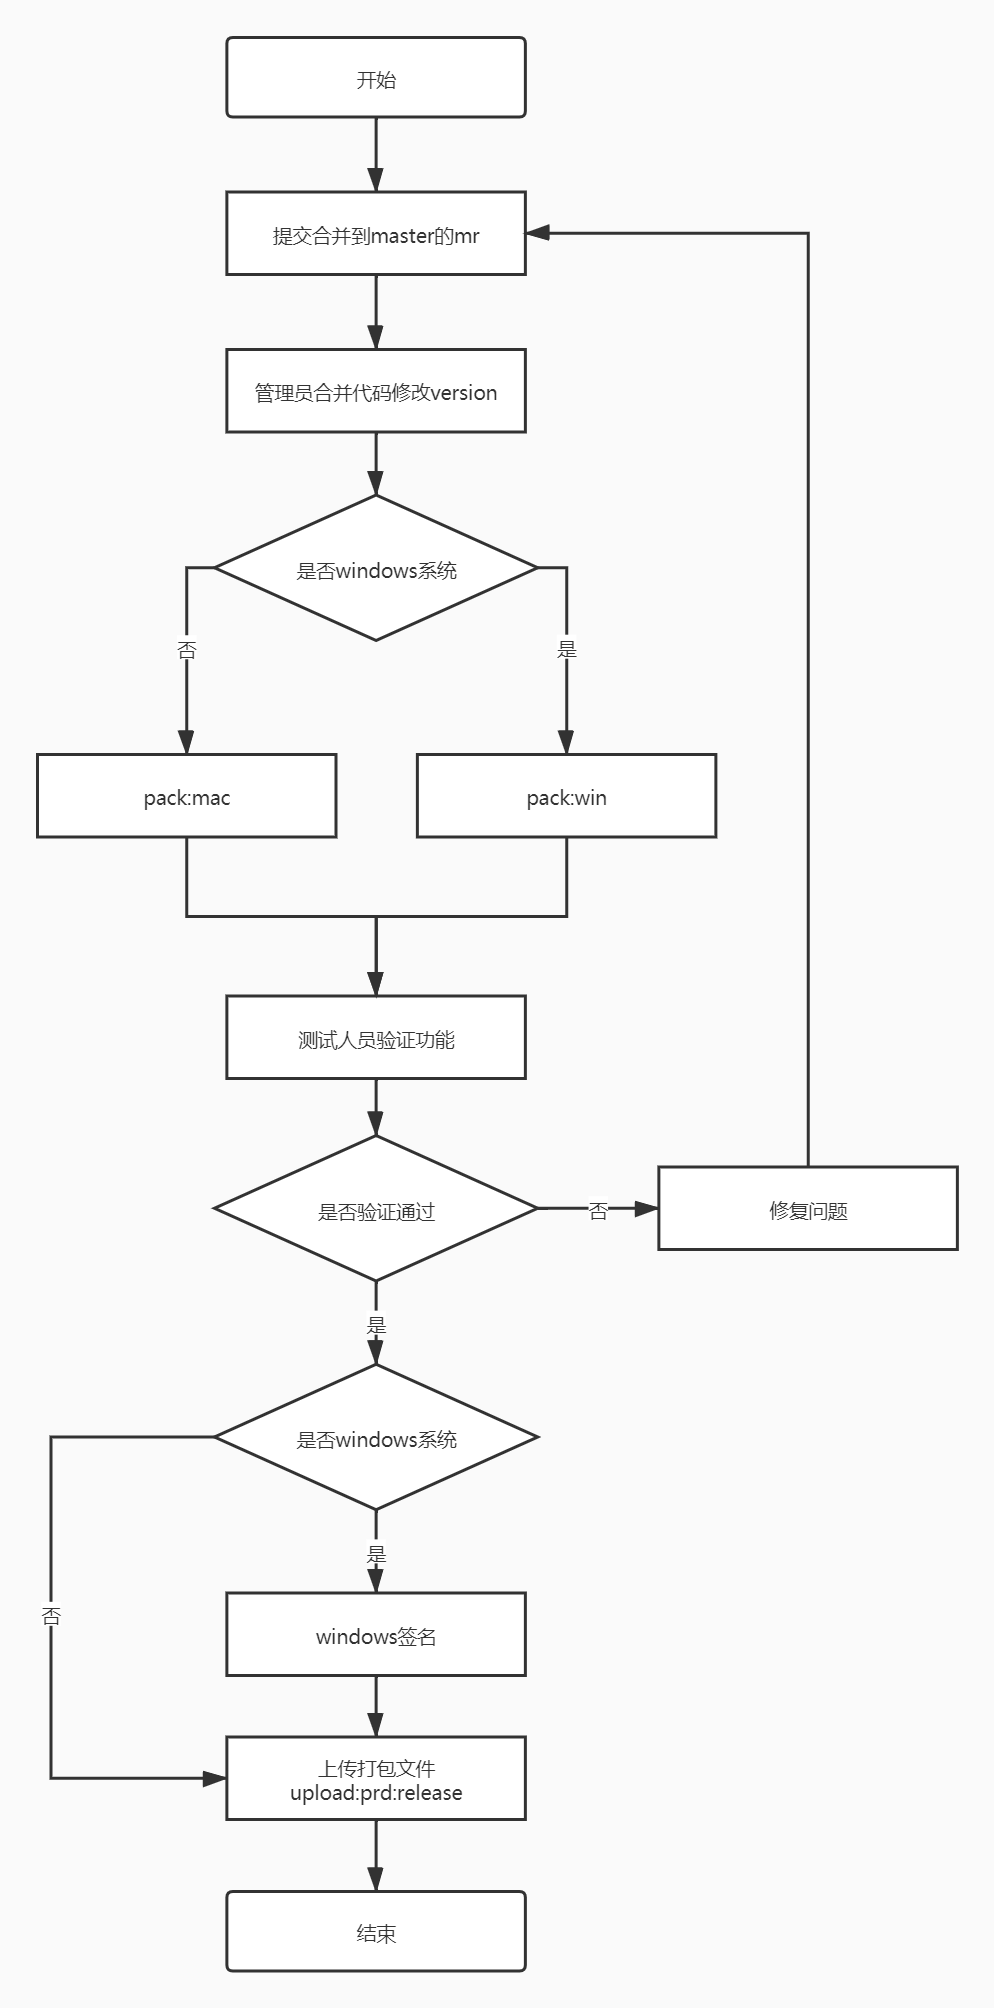 开始
提交合并到master的mr
管理员合并代码修改version
是否windows系统
否
是
pack:mac
pack:win
测试人员验证功能
是否验证通过
否
修复问题
是
是否windows系统
是
否
windows签名
上传打包文件
upload:prd:release
结束